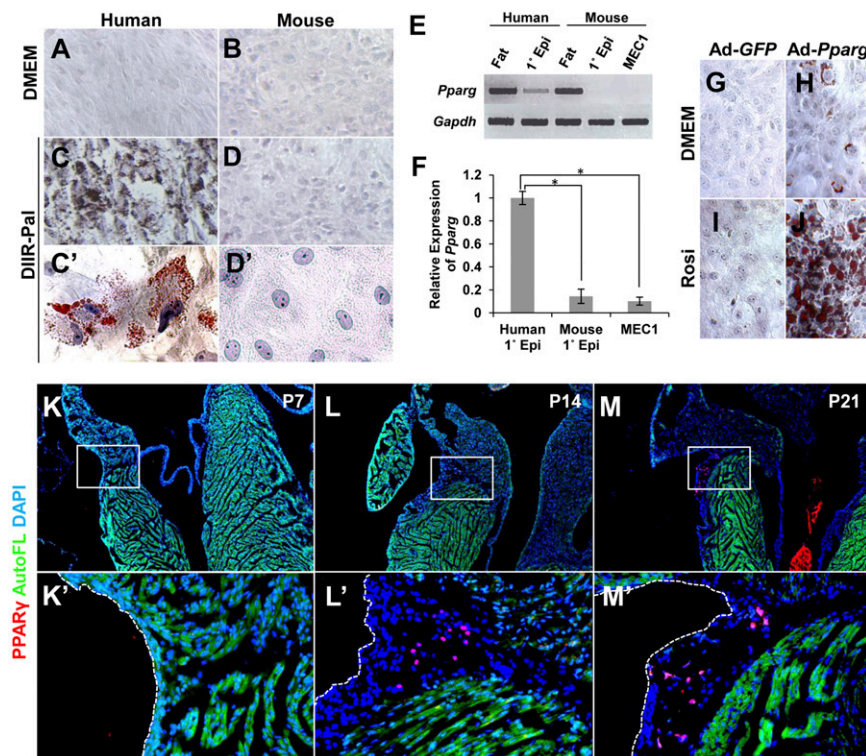 Human Mouse
DMEM
A
B
DIIR-Pal
C
D
C'
D'
E
Human Mouse
Fat 1˚ Epi Fat 1˚ Epi MEC1
Pparg
Gapdh
F
Relative Expression
of Pparg
1.2
1
0.8
0.6
0.4
0.2
0
*
*
Human
1˚ Epi
Mouse
1˚ Epi
MEC1
Ad-GFP Ad-Pparg
DMEM
G
H
Rosi
I
J
PPARγ AutoFL DAPI
K
P7
L
P14
M
P21
K'
L'
M'